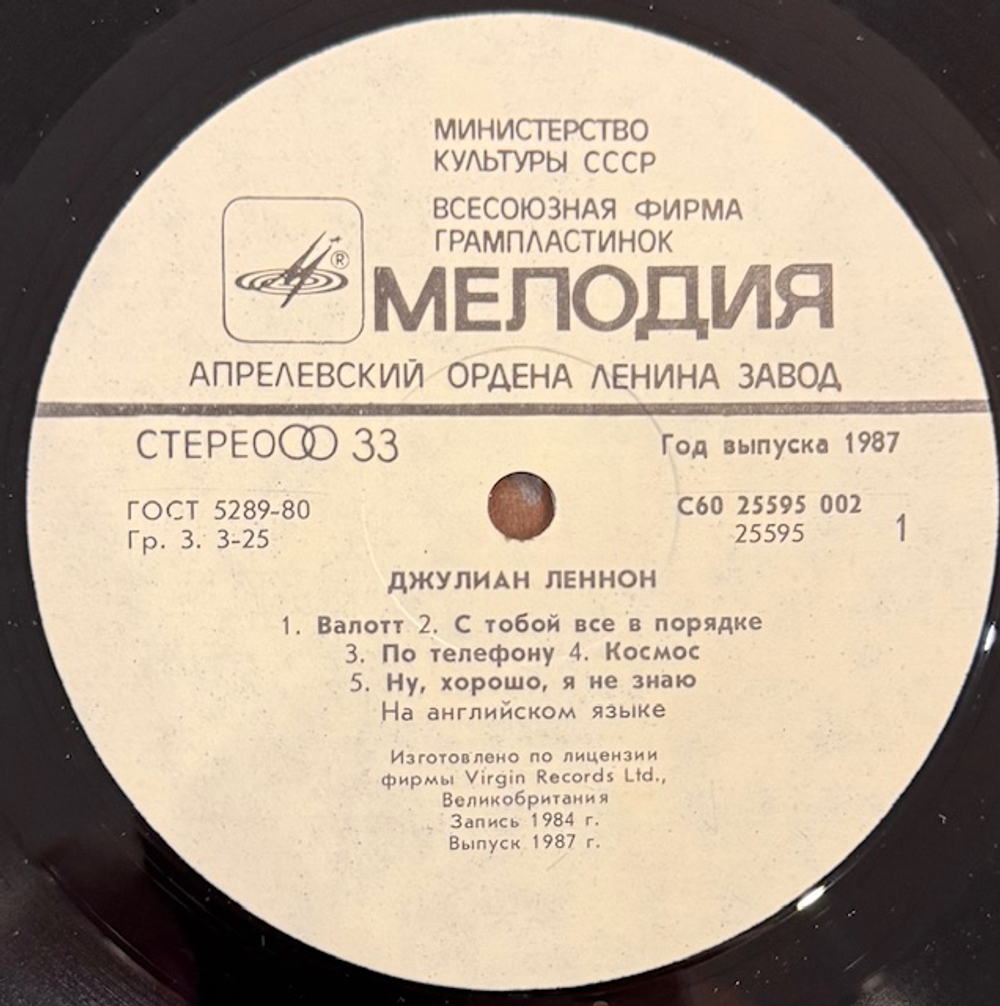 МИНИСТЕРСТВО
КУЛЬТУРЫ СССР
ВСЕСОЮЗНАЯ ФИРМА
ГРАМПЛАСТИНОК
®
МЕЛОДИЯ
АПРЕЛЕВСКИЙ ОРДЕНА ЛЕНИНА ЗАВОД
СТЕРЕО 33
Год выпуска 1987
ГОСТ 5289-80
Гр. 3. 3-25
С60 25595 002
25595
1
ДЖУЛИАН ЛЕННОН
1. Валотт 2. С тобой все в порядке
3. По телефону 4. Космос
5. Ну, хорошо, я не знаю
На английском языке
Изготовлено по лицензии
фирмы Virgin Records Ltd.,
Великобритания
Запись 1984 г.
Выпуск 1987 г.